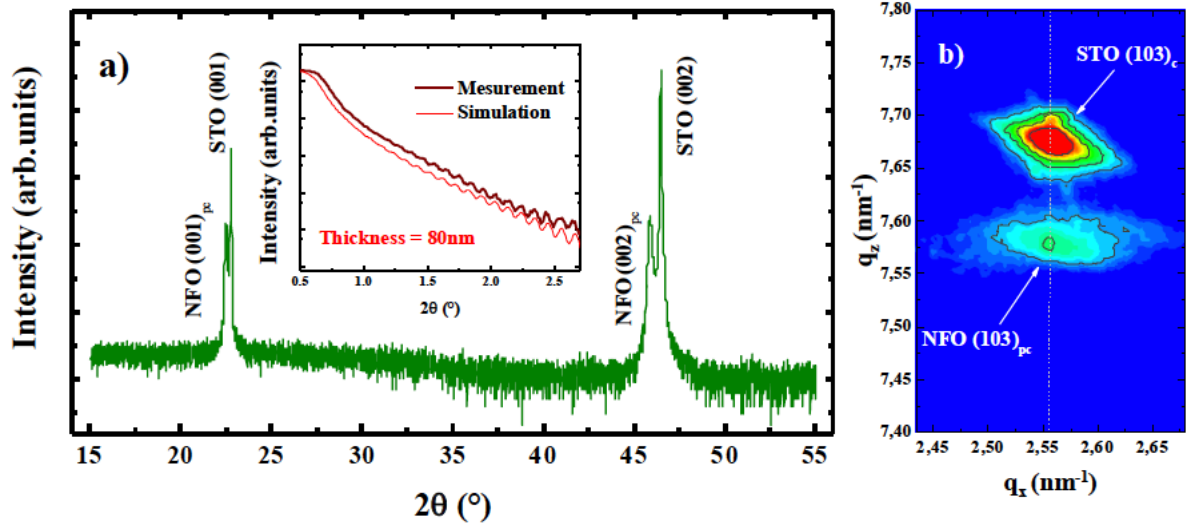 a)
Intensity (arb.units)
NFO (001)pc
STO (001)
Intensity (arb.units)
Mesurement
Simulation
Thickness = 80nm
0.5 1.0 1.5 2.0 2.5
2θ (°)
NFO (002)pc
STO (002)
15 20 25 30 35 40 45 50 55
2θ (°)
b)
7,80
7,75
7,70
7,65
7,60
7,55
7,50
7,45
7,40
qz (nm-1)
STO (103)c
NFO (103)pc
2,45 2,50 2,55 2,60 2,65
qx (nm-1)